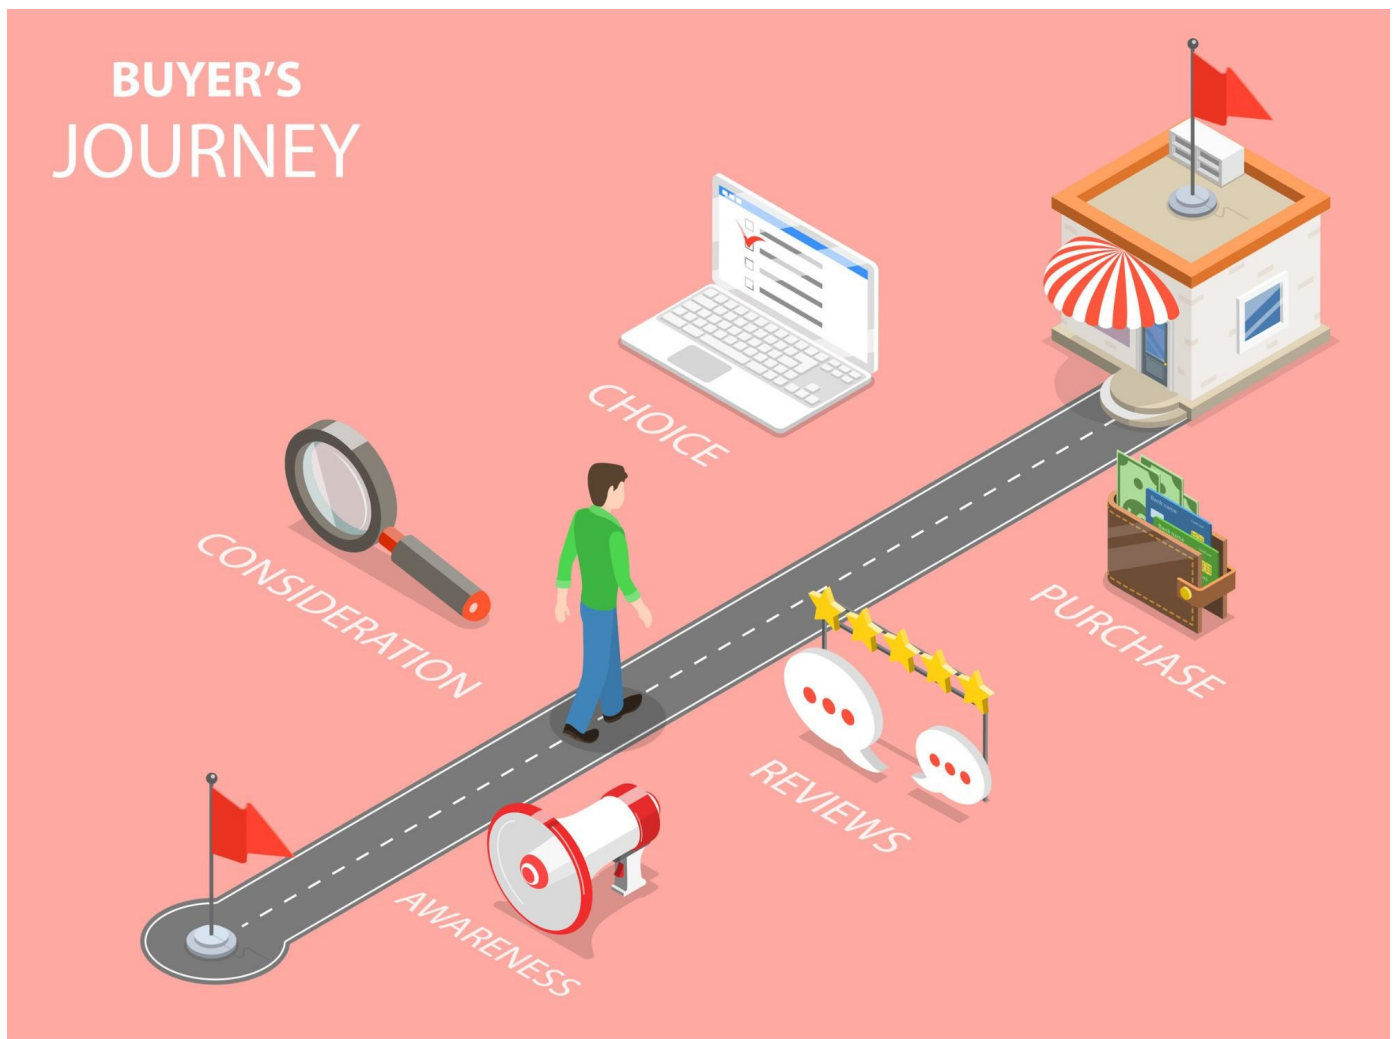 BUYER'S
JOURNEY
CHOICE
CONSIDERATION
PURCHASE
REVIEWS
AWARENESS